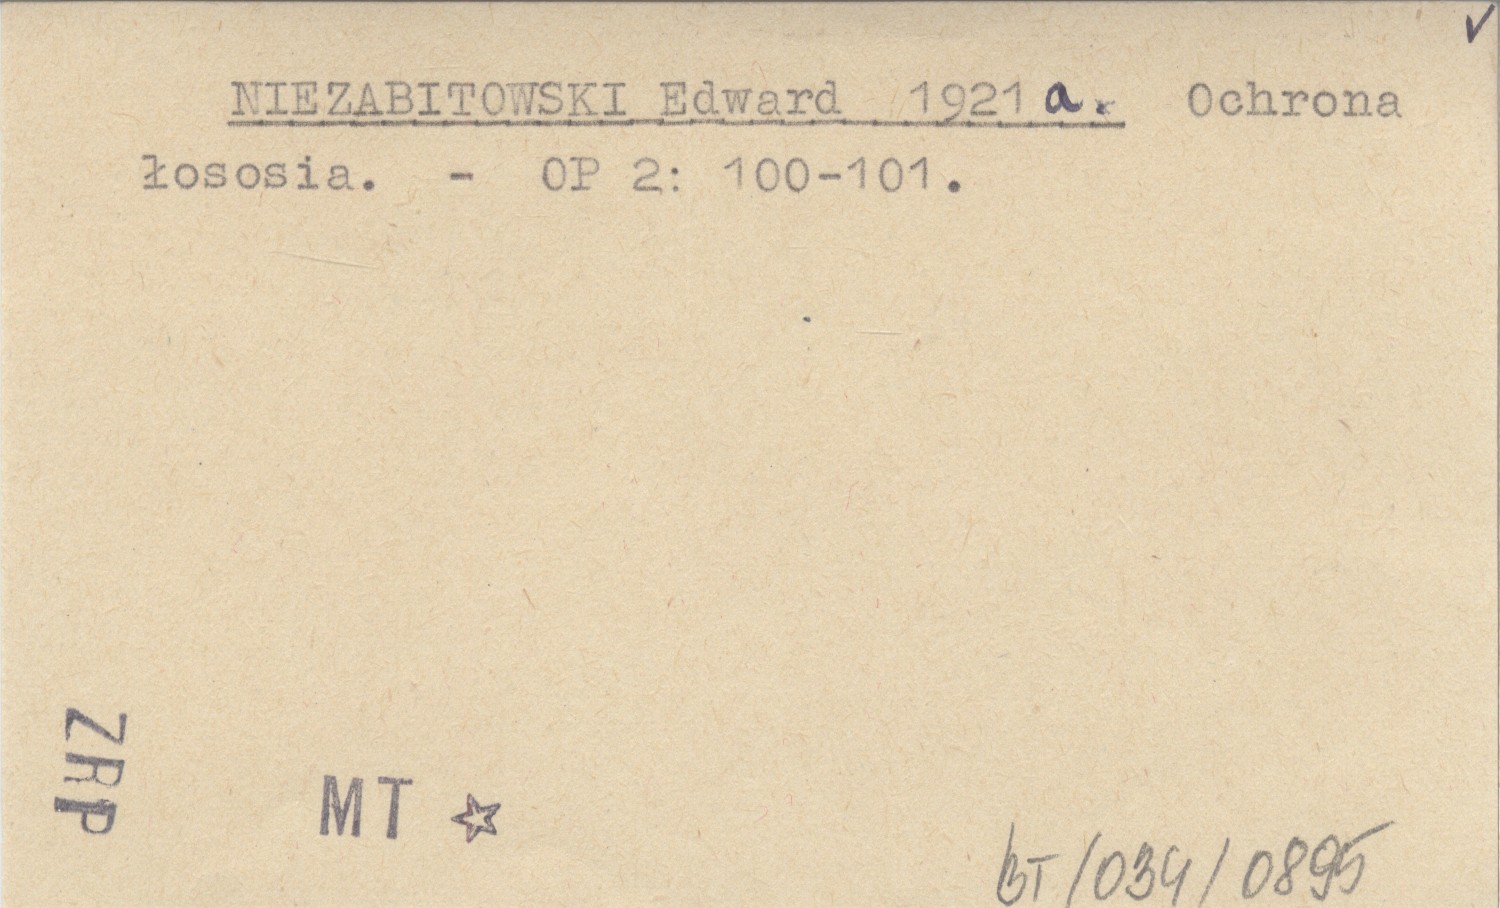 ✓
NIEZABITOWSKI Edward 1921a. Ochrona
łososia. - OP 2: 100-101.
ZRP
MT ☆
BT/034/0895